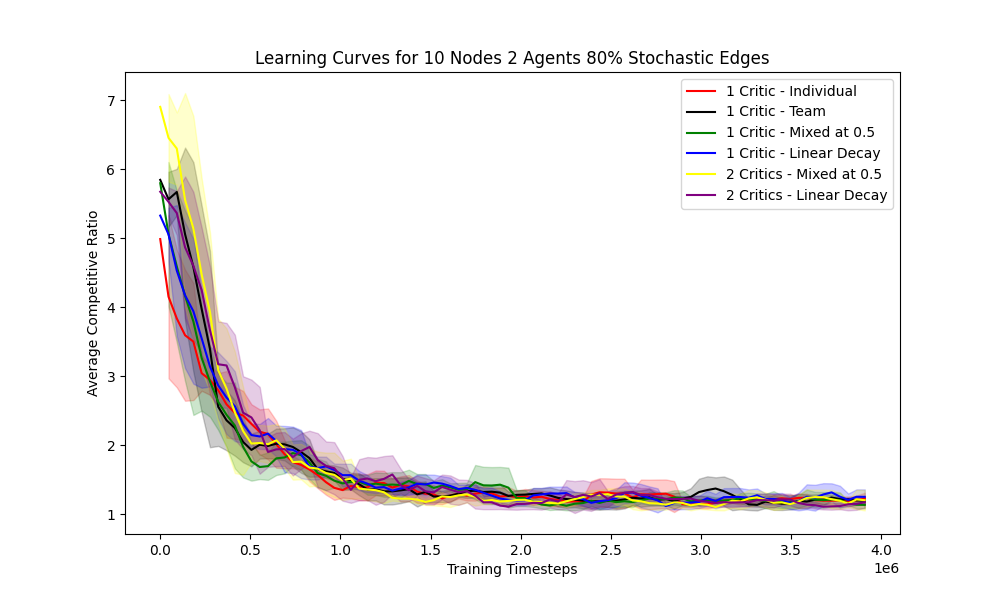 Learning Curves for 10 Nodes 2 Agents 80% Stochastic Edges
1 Critic - Individual
1 Critic - Team
1 Critic - Mixed at 0.5
1 Critic - Linear Decay
2 Critics - Mixed at 0.5
2 Critics - Linear Decay
Average Competitive Ratio
7
6
5
4
3
2
1
0.0 0.5 1.0 1.5 2.0 2.5 3.0 3.5 4.0
1e6
Training Timesteps